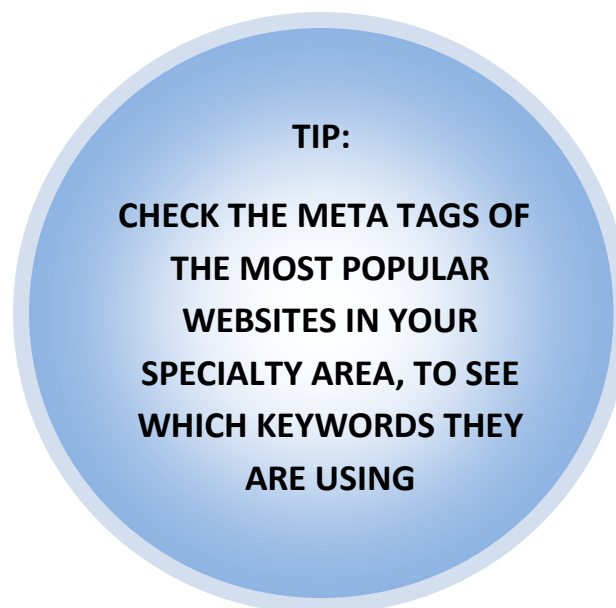 TIP:
CHECK THE META TAGS OF
THE MOST POPULAR
WEBSITES IN YOUR
SPECIALTY AREA, TO SEE
WHICH KEYWORDS THEY
ARE USING